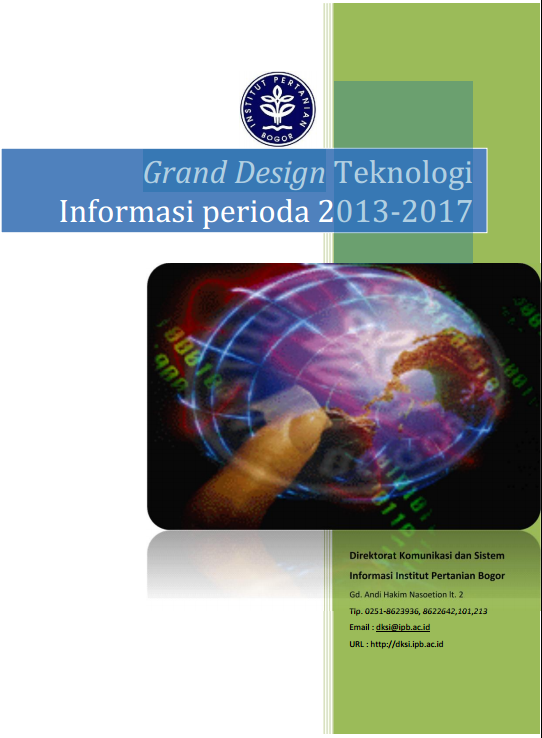 INSTITUT PERTANIAN
BOGOR
Grand Design Teknologi
Informasi perioda 2013-2017
Direktorat Komunikasi dan Sistem
Informasi Institut Pertanian Bogor
Gd. Andi Hakim Nasoetion lt. 2
Tlp. 0251-8623936, 8622642,101,213
Email : dksi@ipb.ac.id
URL : http://dksi.ipb.ac.id